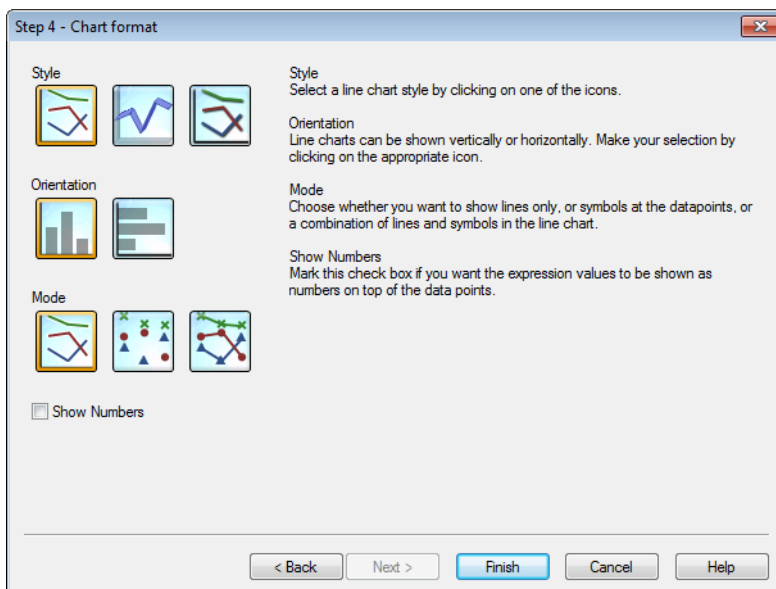 Step 4 - Chart format
Style
Style
Select a line chart style by clicking on one of the icons.
Orientation
Line charts can be shown vertically or horizontally. Make your selection by
clicking on the appropriate icon.
Orientation
Mode
Choose whether you want to show lines only, or symbols at the datapoints, or
a combination of lines and symbols in the line chart.
Show Numbers
Mark this check box if you want the expression values to be shown as
numbers on top of the data points.
Mode
Show Numbers
< Back
Next >
Finish
Cancel
Help